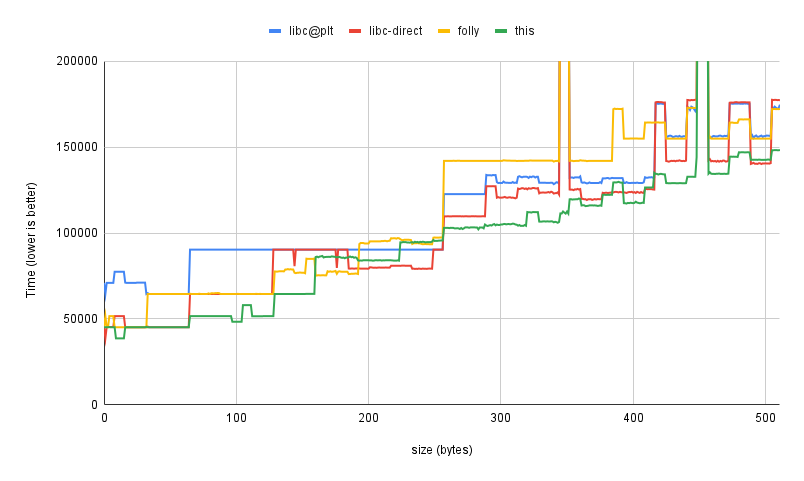 libc@plt libc-direct folly this
200000
150000
100000
50000
0
Time (lower is better)
0 100 200 300 400 500
size (bytes)